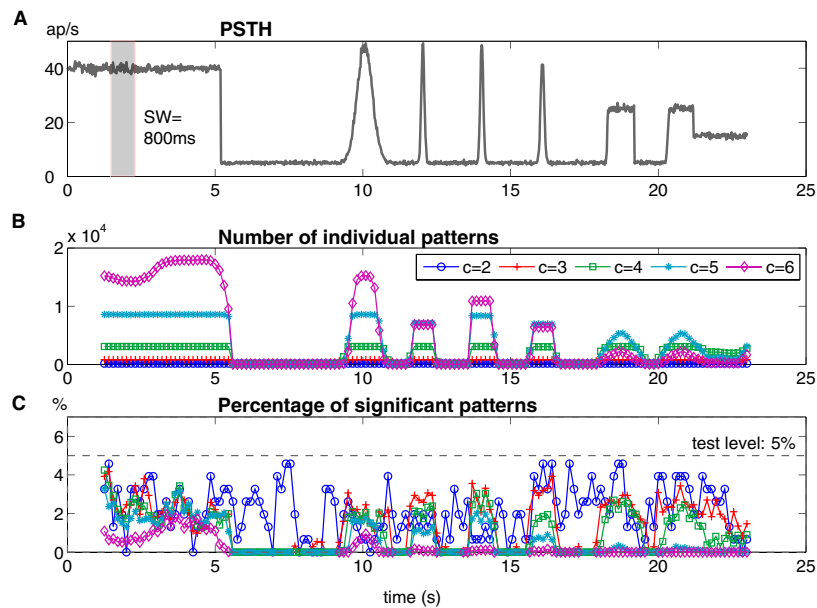 A
ap/s
PSTH
40
20
0
SW=
800ms
0 5 10 15 20 25
B
x 10^4
Number of individual patterns
2
1
0
c=2 c=3 c=4 c=5 c=6
0 5 10 15 20 25
C
%
Percentage of significant patterns
6
4
2
0
test level: 5%
0 5 10 15 20 25
time (s)